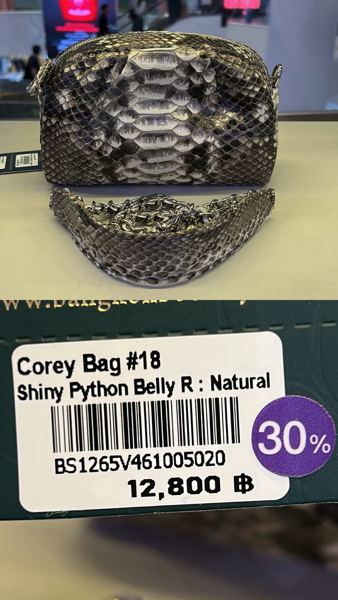 Corey Bag #18
Shiny Python Belly R : Natural
30%
BS1265V461005020
12,800 ฿